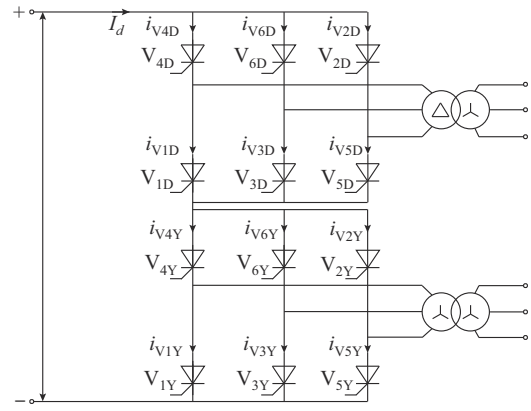 +
I_d
i_V4D i_V6D i_V2D
V_4D V_6D V_2D
i_V1D i_V3D i_V5D
V_1D V_3D V_5D
i_V4Y i_V6Y i_V2Y
V_4Y V_6Y V_2Y
i_V1Y i_V3Y i_V5Y
V_1Y V_3Y V_5Y
−